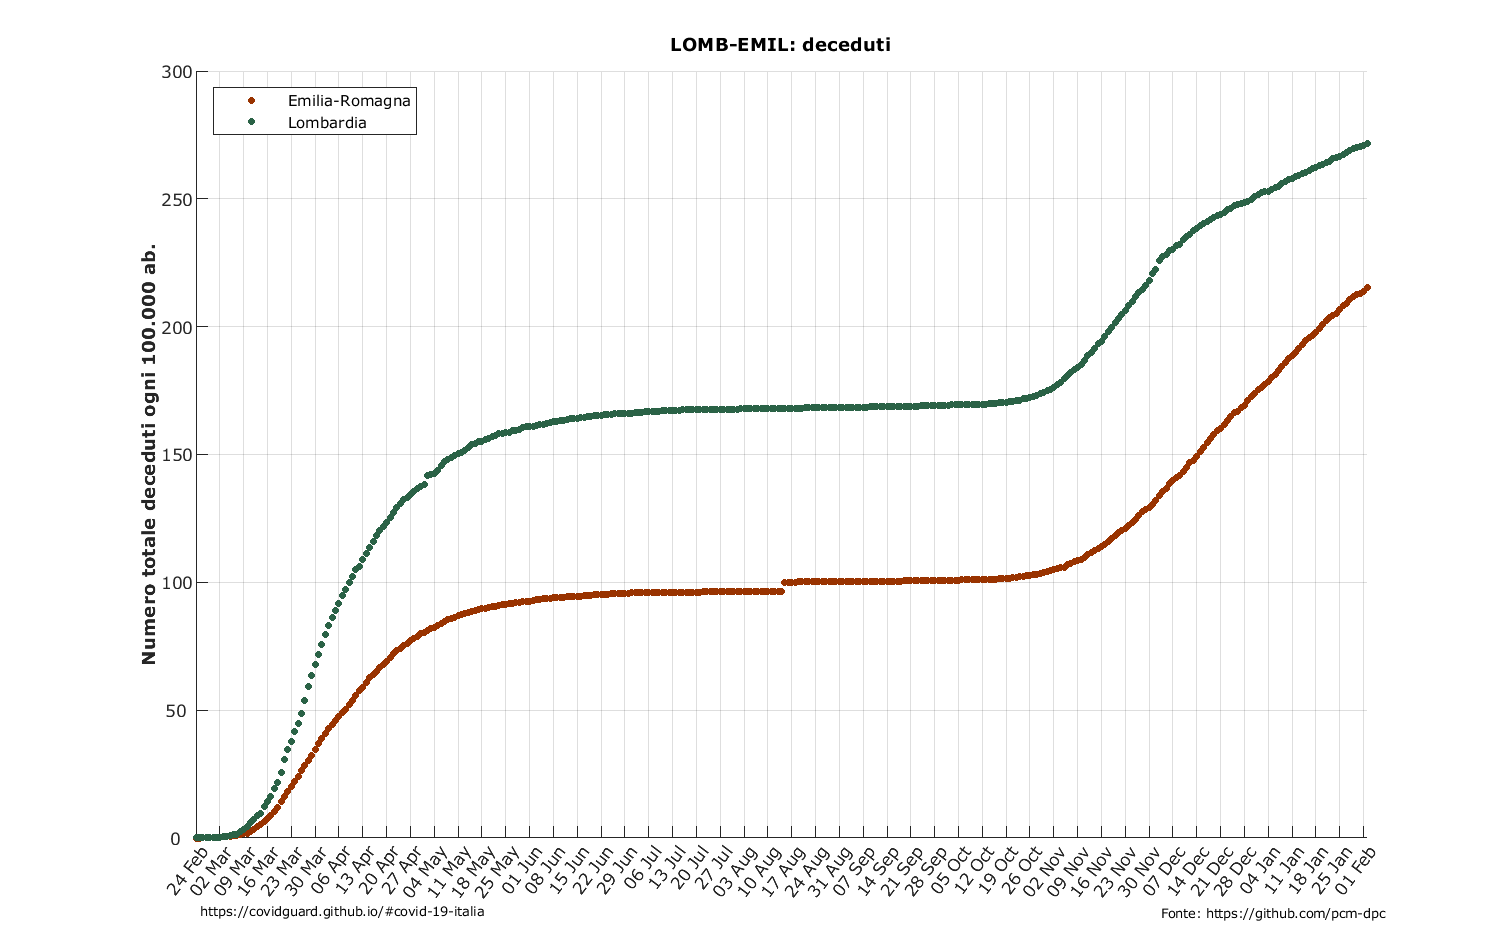 LOMB-EMIL: deceduti
Numero totale deceduti ogni 100.000 ab.
300
250
200
150
100
50
0
Emilia-Romagna
Lombardia
24 Feb
02 Mar
09 Mar
16 Mar
23 Mar
30 Mar
06 Apr
13 Apr
20 Apr
27 Apr
04 May
11 May
18 May
25 May
01 Jun
08 Jun
15 Jun
22 Jun
29 Jun
06 Jul
13 Jul
20 Jul
27 Jul
03 Aug
10 Aug
17 Aug
24 Aug
31 Aug
07 Sep
14 Sep
21 Sep
28 Sep
05 Oct
12 Oct
19 Oct
26 Oct
02 Nov
09 Nov
16 Nov
23 Nov
30 Nov
07 Dec
14 Dec
21 Dec
28 Dec
04 Jan
11 Jan
18 Jan
25 Jan
01 Feb
https://covidguard.github.io/#covid-19-italia
Fonte: https://github.com/pcm-dpc